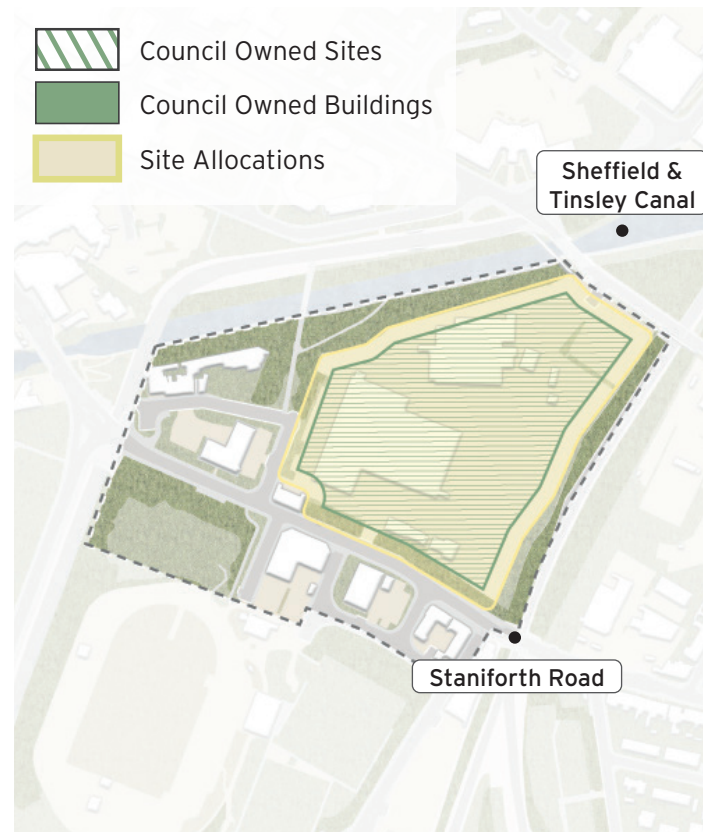 Council Owned Sites
Council Owned Buildings
Site Allocations
Sheffield &
Tinsley Canal
Staniforth Road